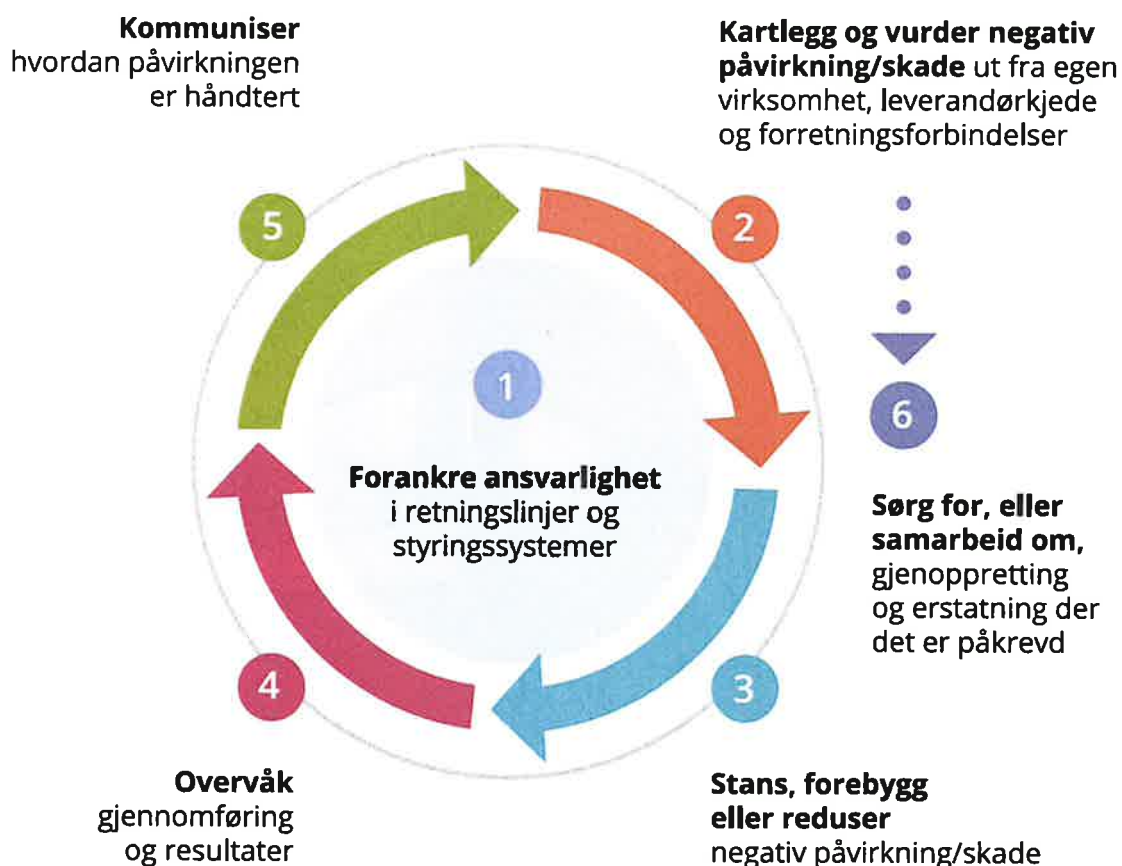 Kommuniser
hvordan påvirkningen
er håndtert
Kartlegg og vurder negativ
påvirkning/skade ut fra egen
virksomhet, leverandørkjede
og forretningsforbindelser
5
2
1
6
Forankre ansvarlighet
i retningslinjer og
styringssystemer
Sørg for, eller
samarbeid om,
gjenoppretting
og erstatning der
det er påkrevd
4
3
Overvåk
gjennomføring
og resultater
Stans, forebygg
eller reduser
negativ påvirkning/skade